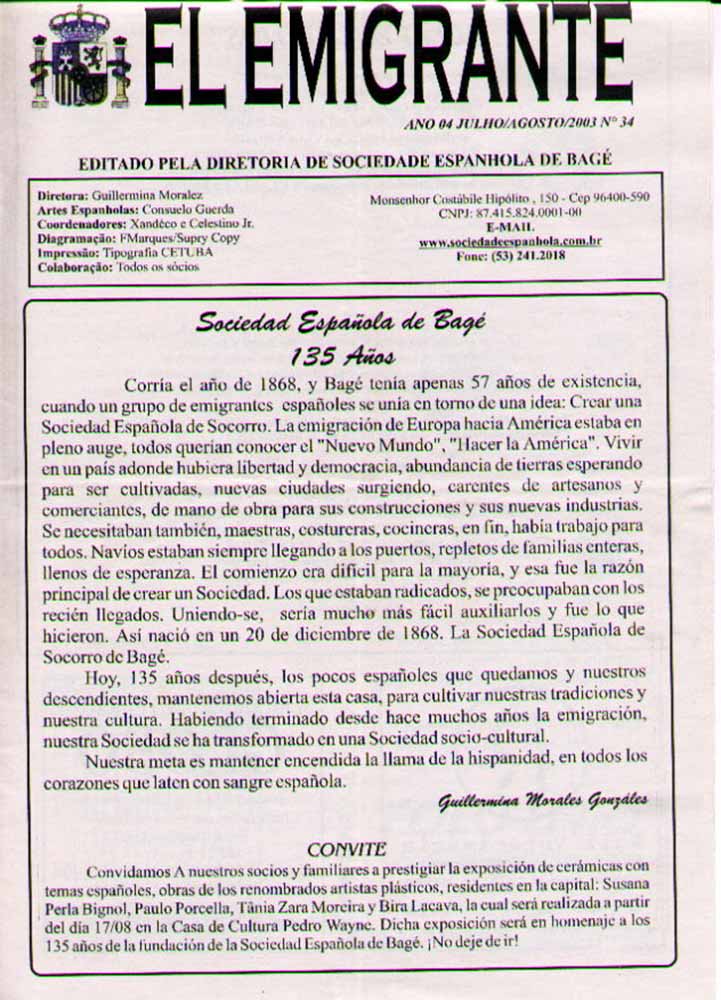 EL EMIGRANTE
ANO 04 JULHO/AGOSTO/2003 Nº 34
EDITADO PELA DIRETORIA DE SOCIEDADE ESPANHOLA DE BAGÉ
Diretora: Guillermina Moralez
Artes Espanholas: Consuelo Guerda
Coordenadores: Xandéco e Celestino Jr.
Diagramação: FMarques/Supry Copy
Impressão: Tipografia CETUBA
Colaboração: Todos os sócios
Monsenhor Costábile Hipólito , 150 - Cep 96400-590
CNPJ: 87.415.824.0001-00
E-MAIL
www.sociedadeespanhola.com.br
Fone: (53) 241.2018
Sociedad Española de Bagé
135 Años
Corría el año de 1868, y Bagé tenía apenas 57 años de existencia,
cuando un grupo de emigrantes españoles se unía en torno de una idea: Crear una
Sociedad Española de Socorro. La emigración de Europa hacia América estaba en
pleno auge, todos querían conocer el "Nuevo Mundo", "Hacer la América". Vivir
en un país adonde hubiera libertad y democracia, abundancia de tierras esperando
para ser cultivadas, nuevas ciudades surgiendo, carentes de artesanos y
comerciantes, de mano de obra para sus construcciones y sus nuevas industrias.
Se necesitaban también, maestras, costureras, cocineras, en fin, había trabajo para
todos. Navíos estaban siempre llegando a los puertos, repletos de familias enteras,
llenos de esperanza. El comienzo era difícil para la mayoría, y esa fue la razón
principal de crear un Sociedad. Los que estaban radicados, se preocupaban con los
recién llegados. Uniendo-se, sería mucho más fácil auxiliarlos y fue lo que
hicieron. Así nació en un 20 de diciembre de 1868. La Sociedad Española de
Socorro de Bagé.
Hoy, 135 años después, los pocos españoles que quedamos y nuestros
descendientes, mantenemos abierta esta casa, para cultivar nuestras tradiciones y
nuestra cultura. Habiendo terminado desde hace muchos años la emigración,
nuestra Sociedad se ha transformado en una Sociedad socio-cultural.
Nuestra meta es mantener encendida la llama de la hispanidad, en todos los
corazones que laten con sangre española.
Guillermina Morales Gonzáles
CONVITE
Convidamos A nuestros socios y familiares a prestigiar la exposición de cerámicas con
temas españoles, obras de los renombrados artistas plásticos, residentes en la capital: Susana
Perla Bignol, Paulo Porcella, Tânia Zara Moreira y Bira Lacava, la cual será realizada a partir
del día 17/08 en la Casa de Cultura Pedro Wayne. Dicha exposición será en homenaje a los
135 años de la fundación de la Sociedad Española de Bagé. ¡No deje de ir!